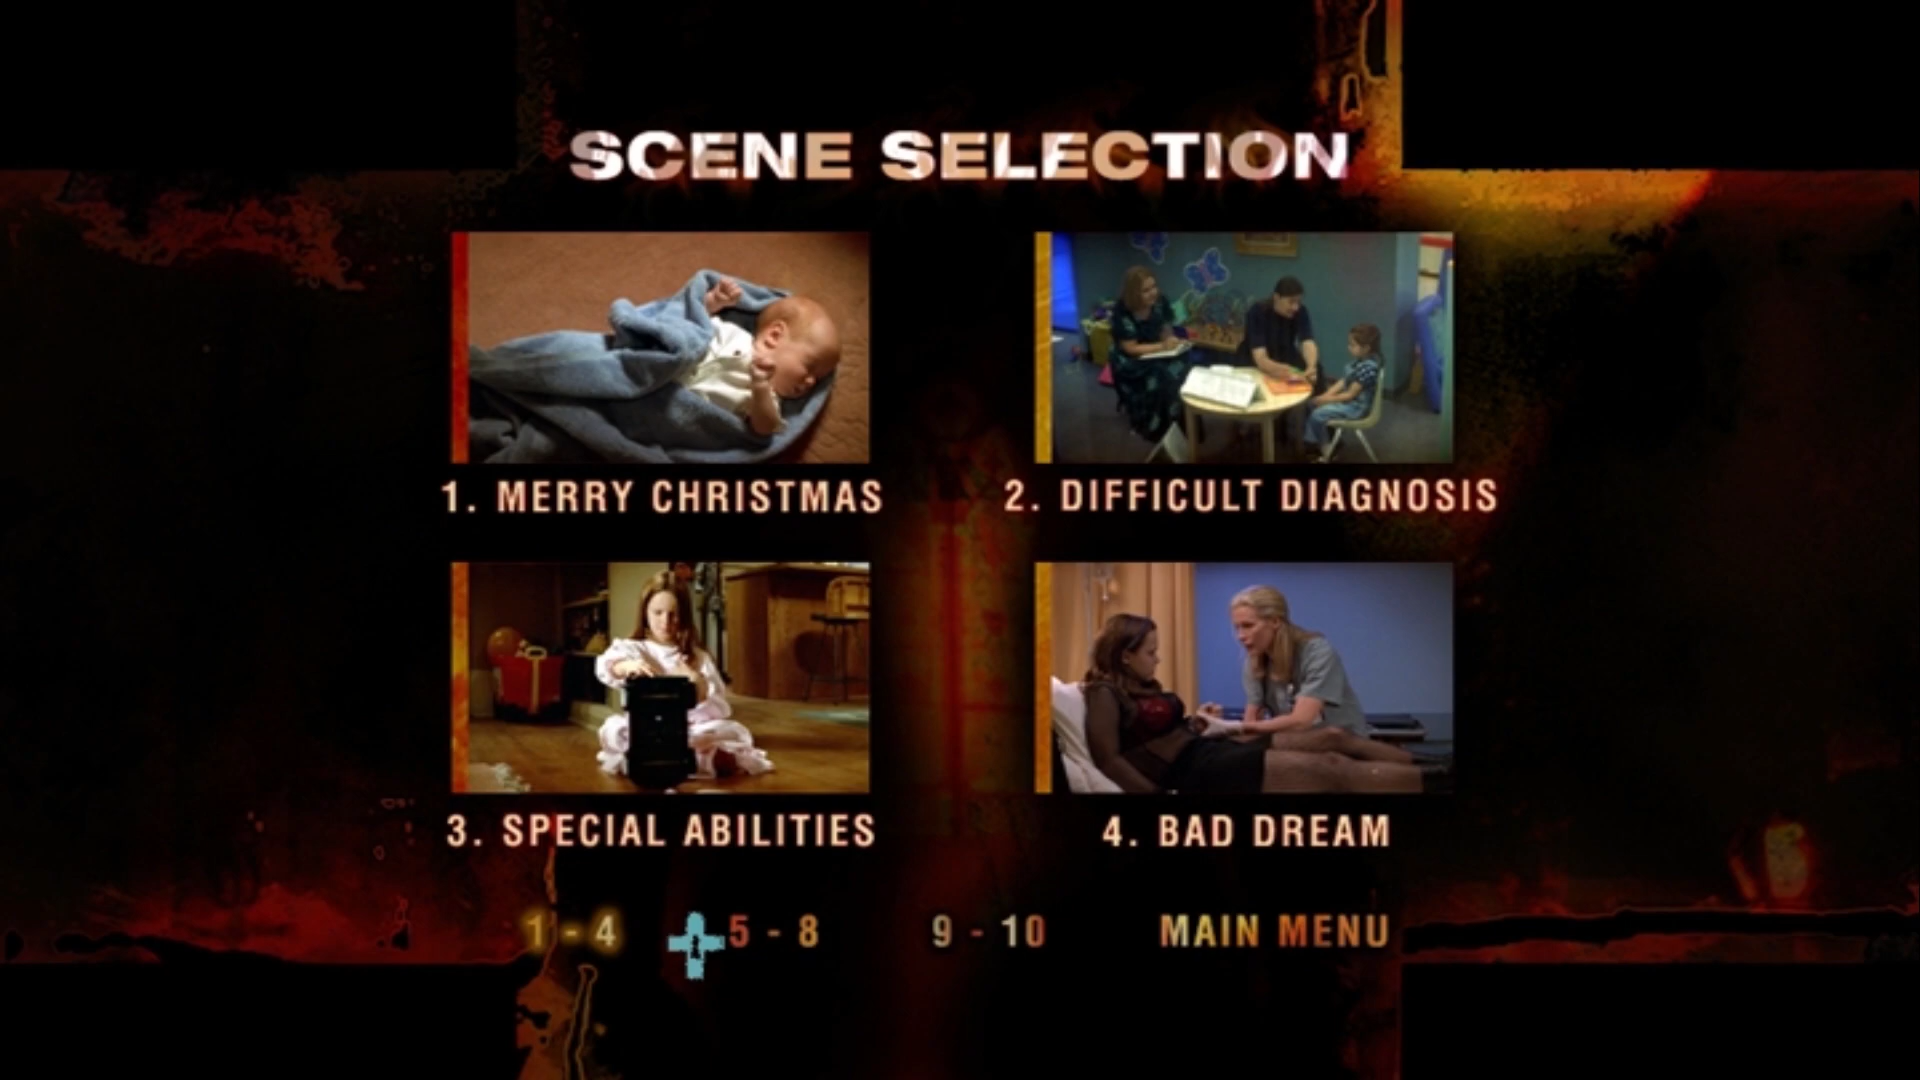 SCENE SELECTION
1. MERRY CHRISTMAS
2. DIFFICULT DIAGNOSIS
3. SPECIAL ABILITIES
4. BAD DREAM
1 - 4
5 - 8
9 - 10
MAIN MENU